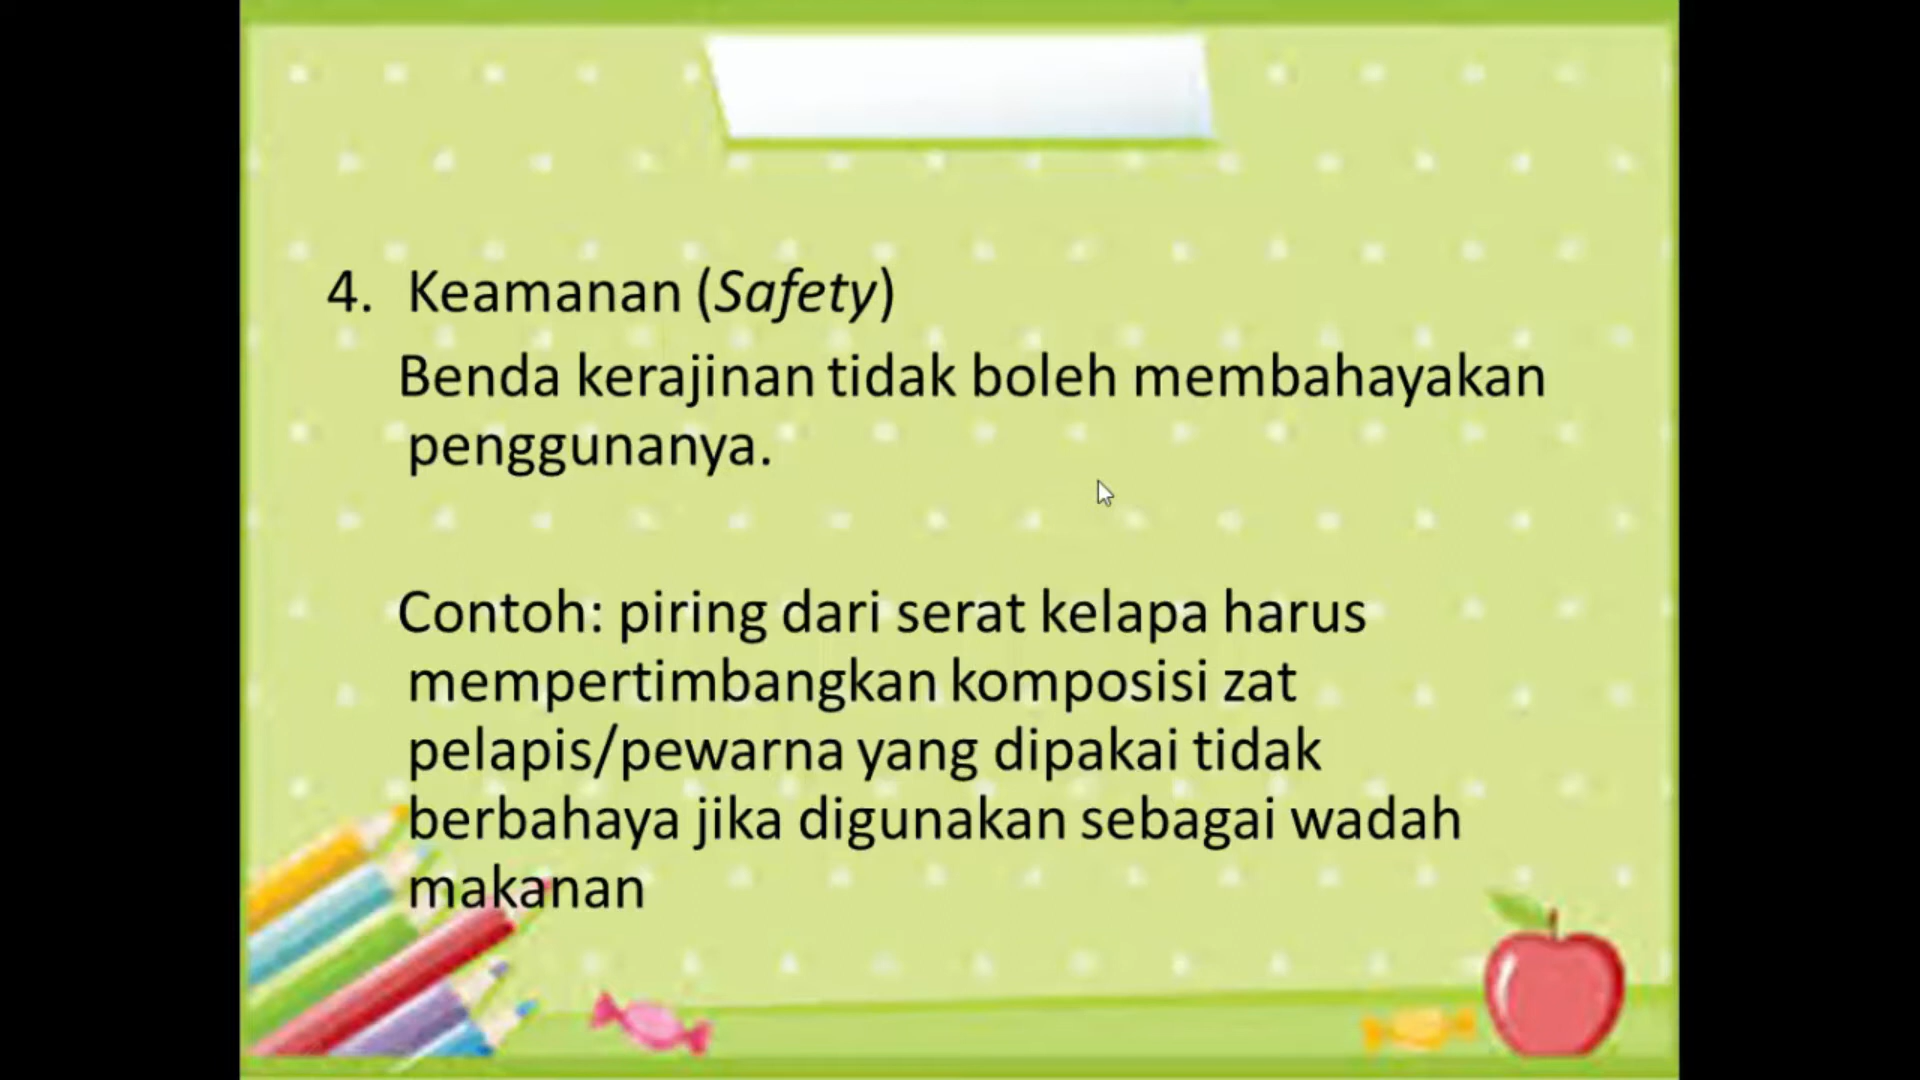 4. Keamanan (Safety)
Benda kerajinan tidak boleh membahayakan
penggunanya.
Contoh: piring dari serat kelapa harus
mempertimbangkan komposisi zat
pelapis/pewarna yang dipakai tidak
berbahaya jika digunakan sebagai wadah
makanan